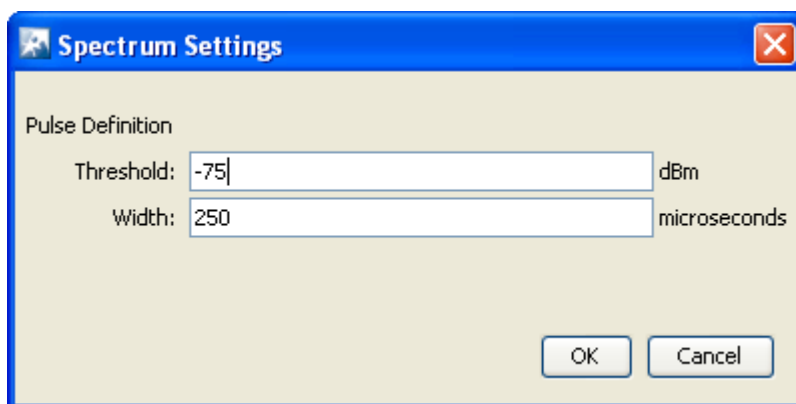 Spectrum Settings
Pulse Definition
Threshold: -75 dBm
Width: 250 microseconds
OK Cancel